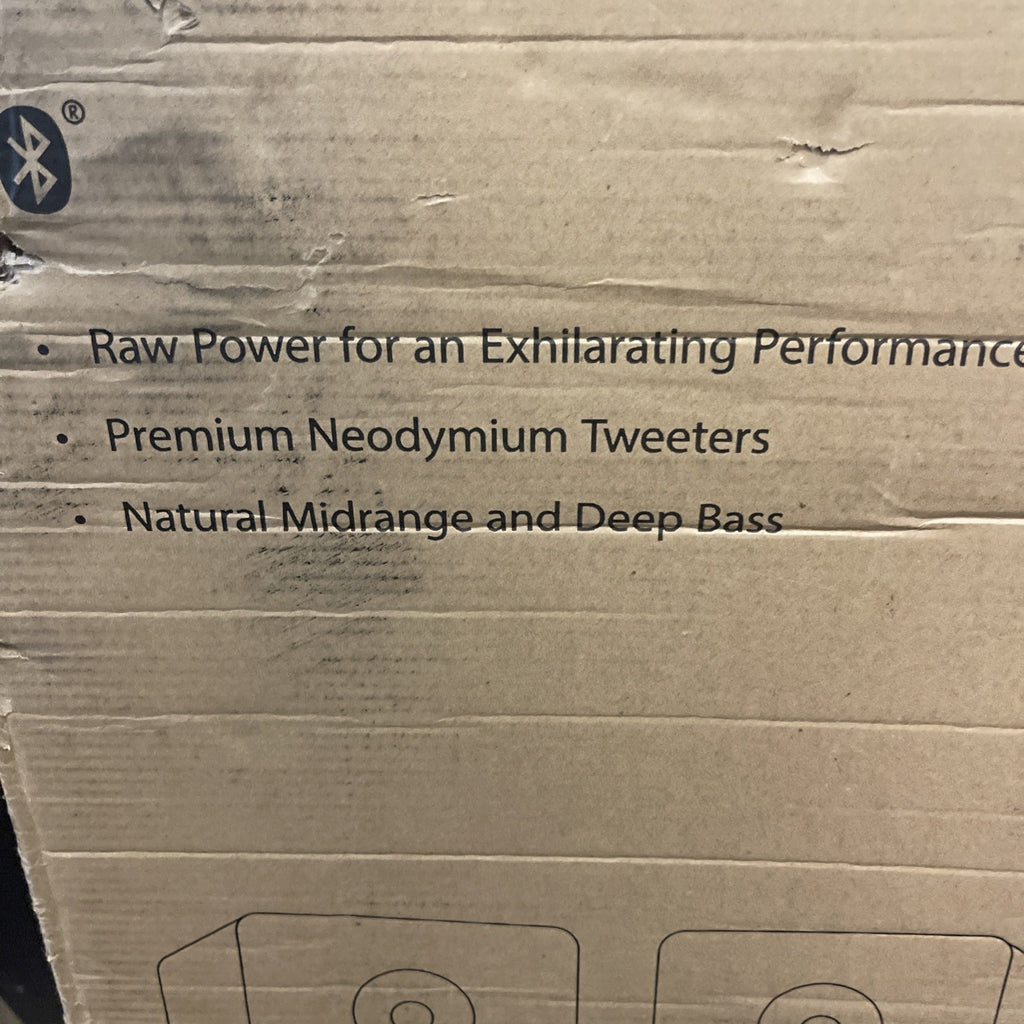 ®
• Raw Power for an Exhilarating Performance
• Premium Neodymium Tweeters
• Natural Midrange and Deep Bass